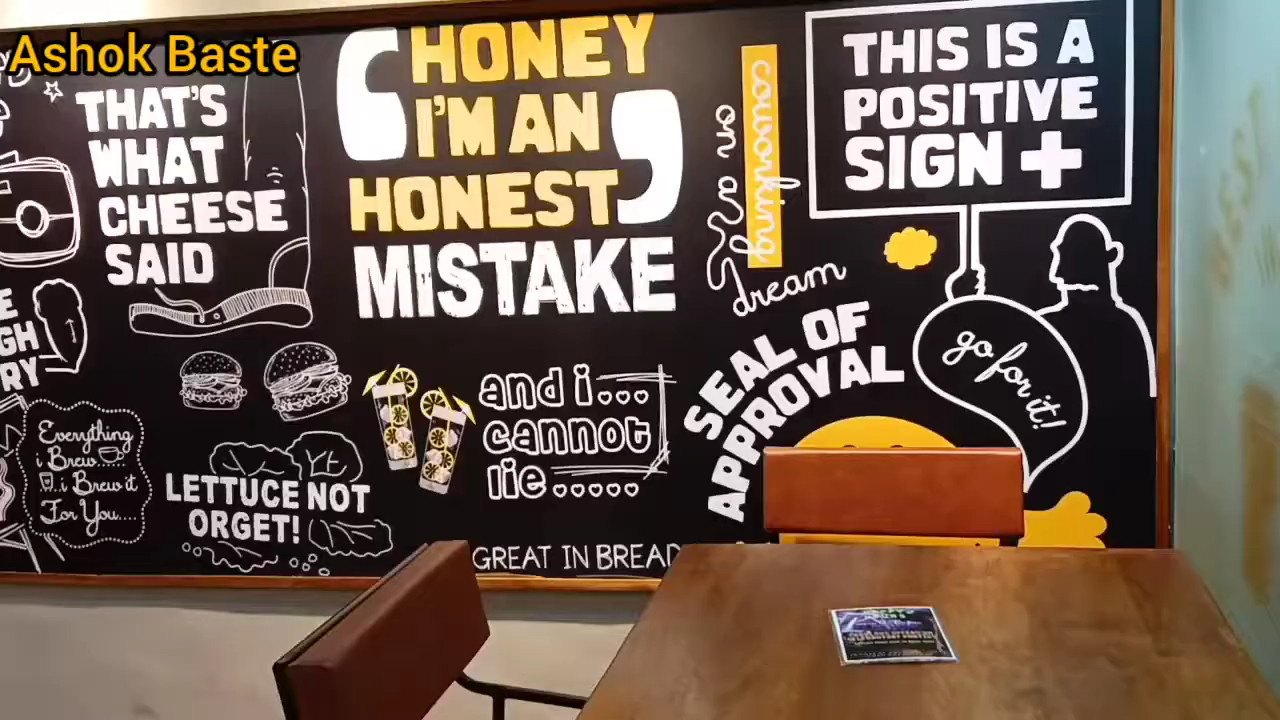 Ashok Baste
THAT'S
WHAT
CHEESE
SAID
HONEY
I'M AN
HONEST
MISTAKE
coworking
on a
dream
THIS IS A
POSITIVE
SIGN +
go for it!
SEAL OF
APPROVAL
and i...
cannot
lie.....
Everything
i Brew...
..i Brew it
For You....
LETTUCE NOT
ORGET!
GREAT IN BREAD